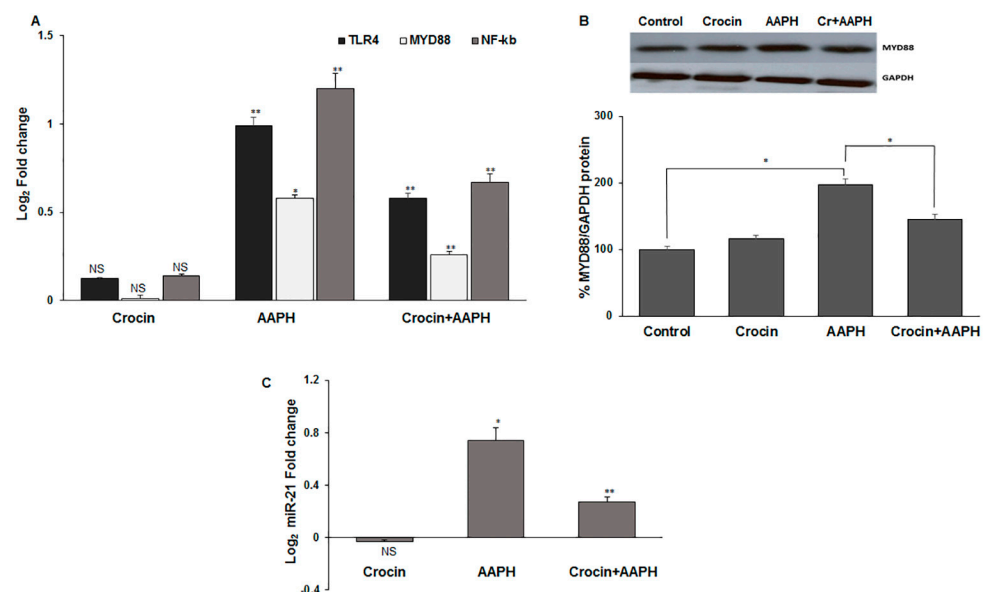 A
1.5
1
0.5
0
Log2 Fold change
TLR4 MYD88 NF-kb
NS NS NS
** * **
** ** **
Crocin AAPH Crocin+AAPH
B
Control Crocin AAPH Cr+AAPH
MYD88
GAPDH
% MYD88/GAPDH protein
300
200
100
0
* *
Control Crocin AAPH Crocin+AAPH
C
Log2 miR-21 Fold change
1.2
0.8
0.4
0
-0.4
NS * **
Crocin AAPH Crocin+AAPH